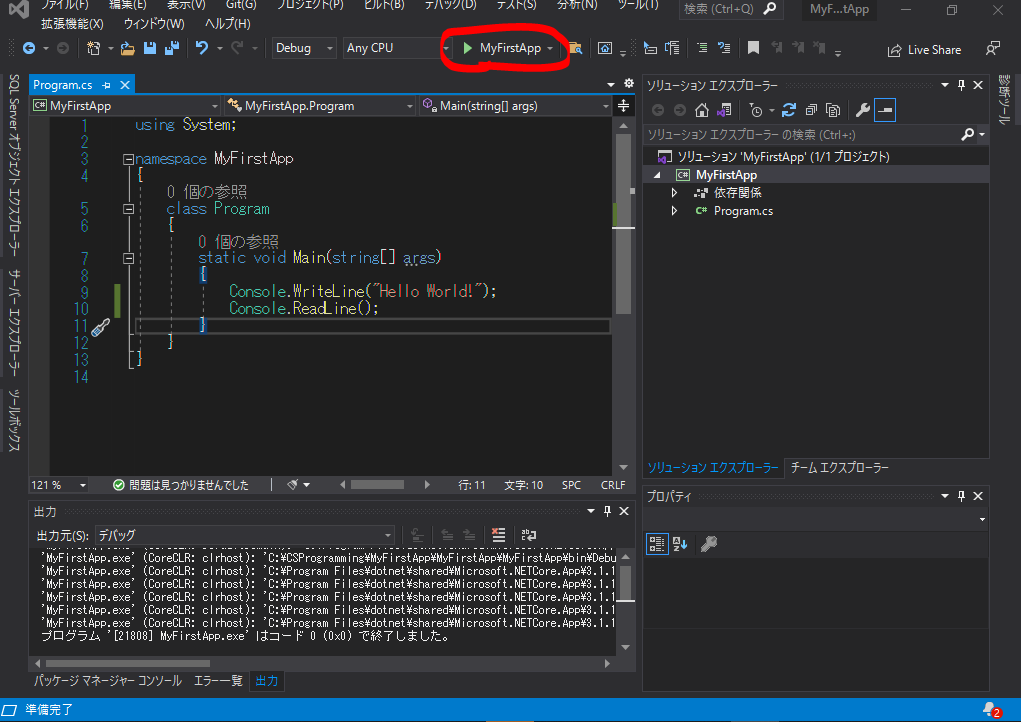 ファイル(F) 編集(E) 表示(V) Git(G) プロジェクト(P) ビルド(B) デバッグ(D) テスト(S) 分析(N) ツール(T) 検索 (Ctrl+Q) MyF...tApp
拡張機能(X) ウィンドウ(W) ヘルプ(H)
Debug Any CPU MyFirstApp Live Share
SQL Server オブジェクト エクスプローラー
サーバー エクスプローラー
ツールボックス
Program.cs
MyFirstApp MyFirstApp.Program Main(string[] args)
1 using System;
2
3 namespace MyFirstApp
4 {
0 個の参照
5 class Program
6 {
0 個の参照
7 static void Main(string[] args)
8 {
9 Console.WriteLine("Hello World!");
10 Console.ReadLine();
11 }
12 }
13 }
14
121 % 問題は見つかりませんでした 行: 11 文字: 10 SPC CRLF
出力
出力元(S): デバッグ
'MyFirstApp.exe' (CoreCLR: clrhost): 'C:¥CSProgramming¥MyFirstApp¥MyFirstApp¥MyFirstApp¥bin¥Debu
'MyFirstApp.exe' (CoreCLR: clrhost): 'C:¥Program Files¥dotnet¥shared¥Microsoft.NETCore.App¥3.1.1
'MyFirstApp.exe' (CoreCLR: clrhost): 'C:¥Program Files¥dotnet¥shared¥Microsoft.NETCore.App¥3.1.1
'MyFirstApp.exe' (CoreCLR: clrhost): 'C:¥Program Files¥dotnet¥shared¥Microsoft.NETCore.App¥3.1.1
'MyFirstApp.exe' (CoreCLR: clrhost): 'C:¥Program Files¥dotnet¥shared¥Microsoft.NETCore.App¥3.1.1
'MyFirstApp.exe' (CoreCLR: clrhost): 'C:¥Program Files¥dotnet¥shared¥Microsoft.NETCore.App¥3.1.1
プログラム '[21808] MyFirstApp.exe' はコード 0 (0x0) で終了しました。
パッケージ マネージャー コンソール エラー一覧 出力
ソリューション エクスプローラー
ソリューション エクスプローラー の検索 (Ctrl+:)
ソリューション 'MyFirstApp' (1/1 プロジェクト)
C# MyFirstApp
依存関係
C# Program.cs
ソリューション エクスプローラー チーム エクスプローラー
プロパティ
診断ツール
準備完了 2